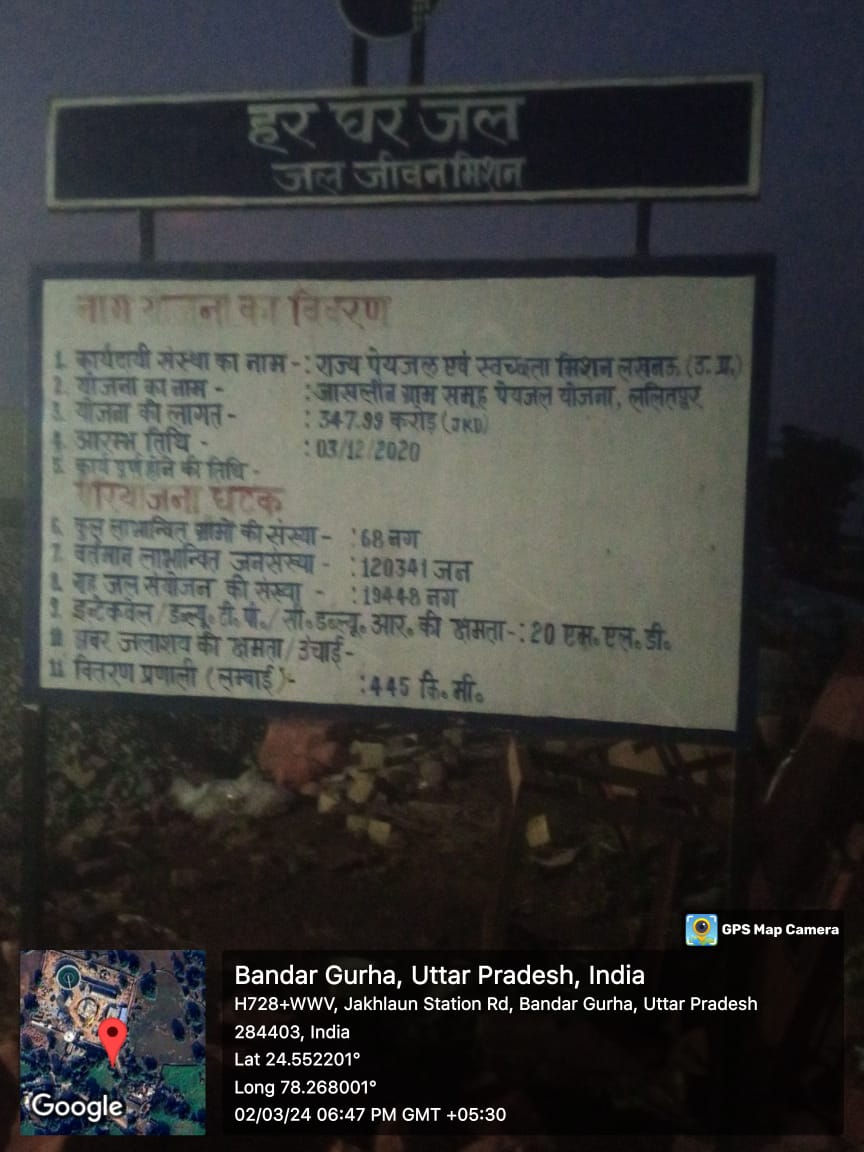 हर घर जल
जल जीवन मिशन
का विवरण
1. कार्यदायी संस्था का नाम -: राज्य पेयजल एवं स्वच्छता मिशन लखनऊ (उ.प्र.)
2. योजना का नाम - : जाखलौन ग्राम समूह पेयजल योजना, ललितपुर
3. योजना की लागत - : 347.99 करोड़ (JKD)
4. आरम्भ तिथि - : 03/12/2020
5. कार्य पूर्ण होने की तिथि -
परियोजना घटक
6. कुल लाभान्वित ग्रामों की संख्या - : 68 नग
7. वर्तमान लाभान्वित जनसंख्या - : 120341 जन
8. गृह जल संयोजन की संख्या - : 19448 नग
9. इन्टेकवेल/डब्ल्यू.टी.पी./सी.डब्ल्यू.आर. की क्षमता-: 20 एम.एल.डी.
10 जलाशय की क्षमता/उंचाई-
11 वितरण प्रणाली (लम्बाई)- : 445 कि.मी.
GPS Map Camera
Bandar Gurha, Uttar Pradesh, India
H728+WWV, Jakhlaun Station Rd, Bandar Gurha, Uttar Pradesh
284403, India
Lat 24.552201°
Long 78.268001°
02/03/24 06:47 PM GMT +05:30
Google